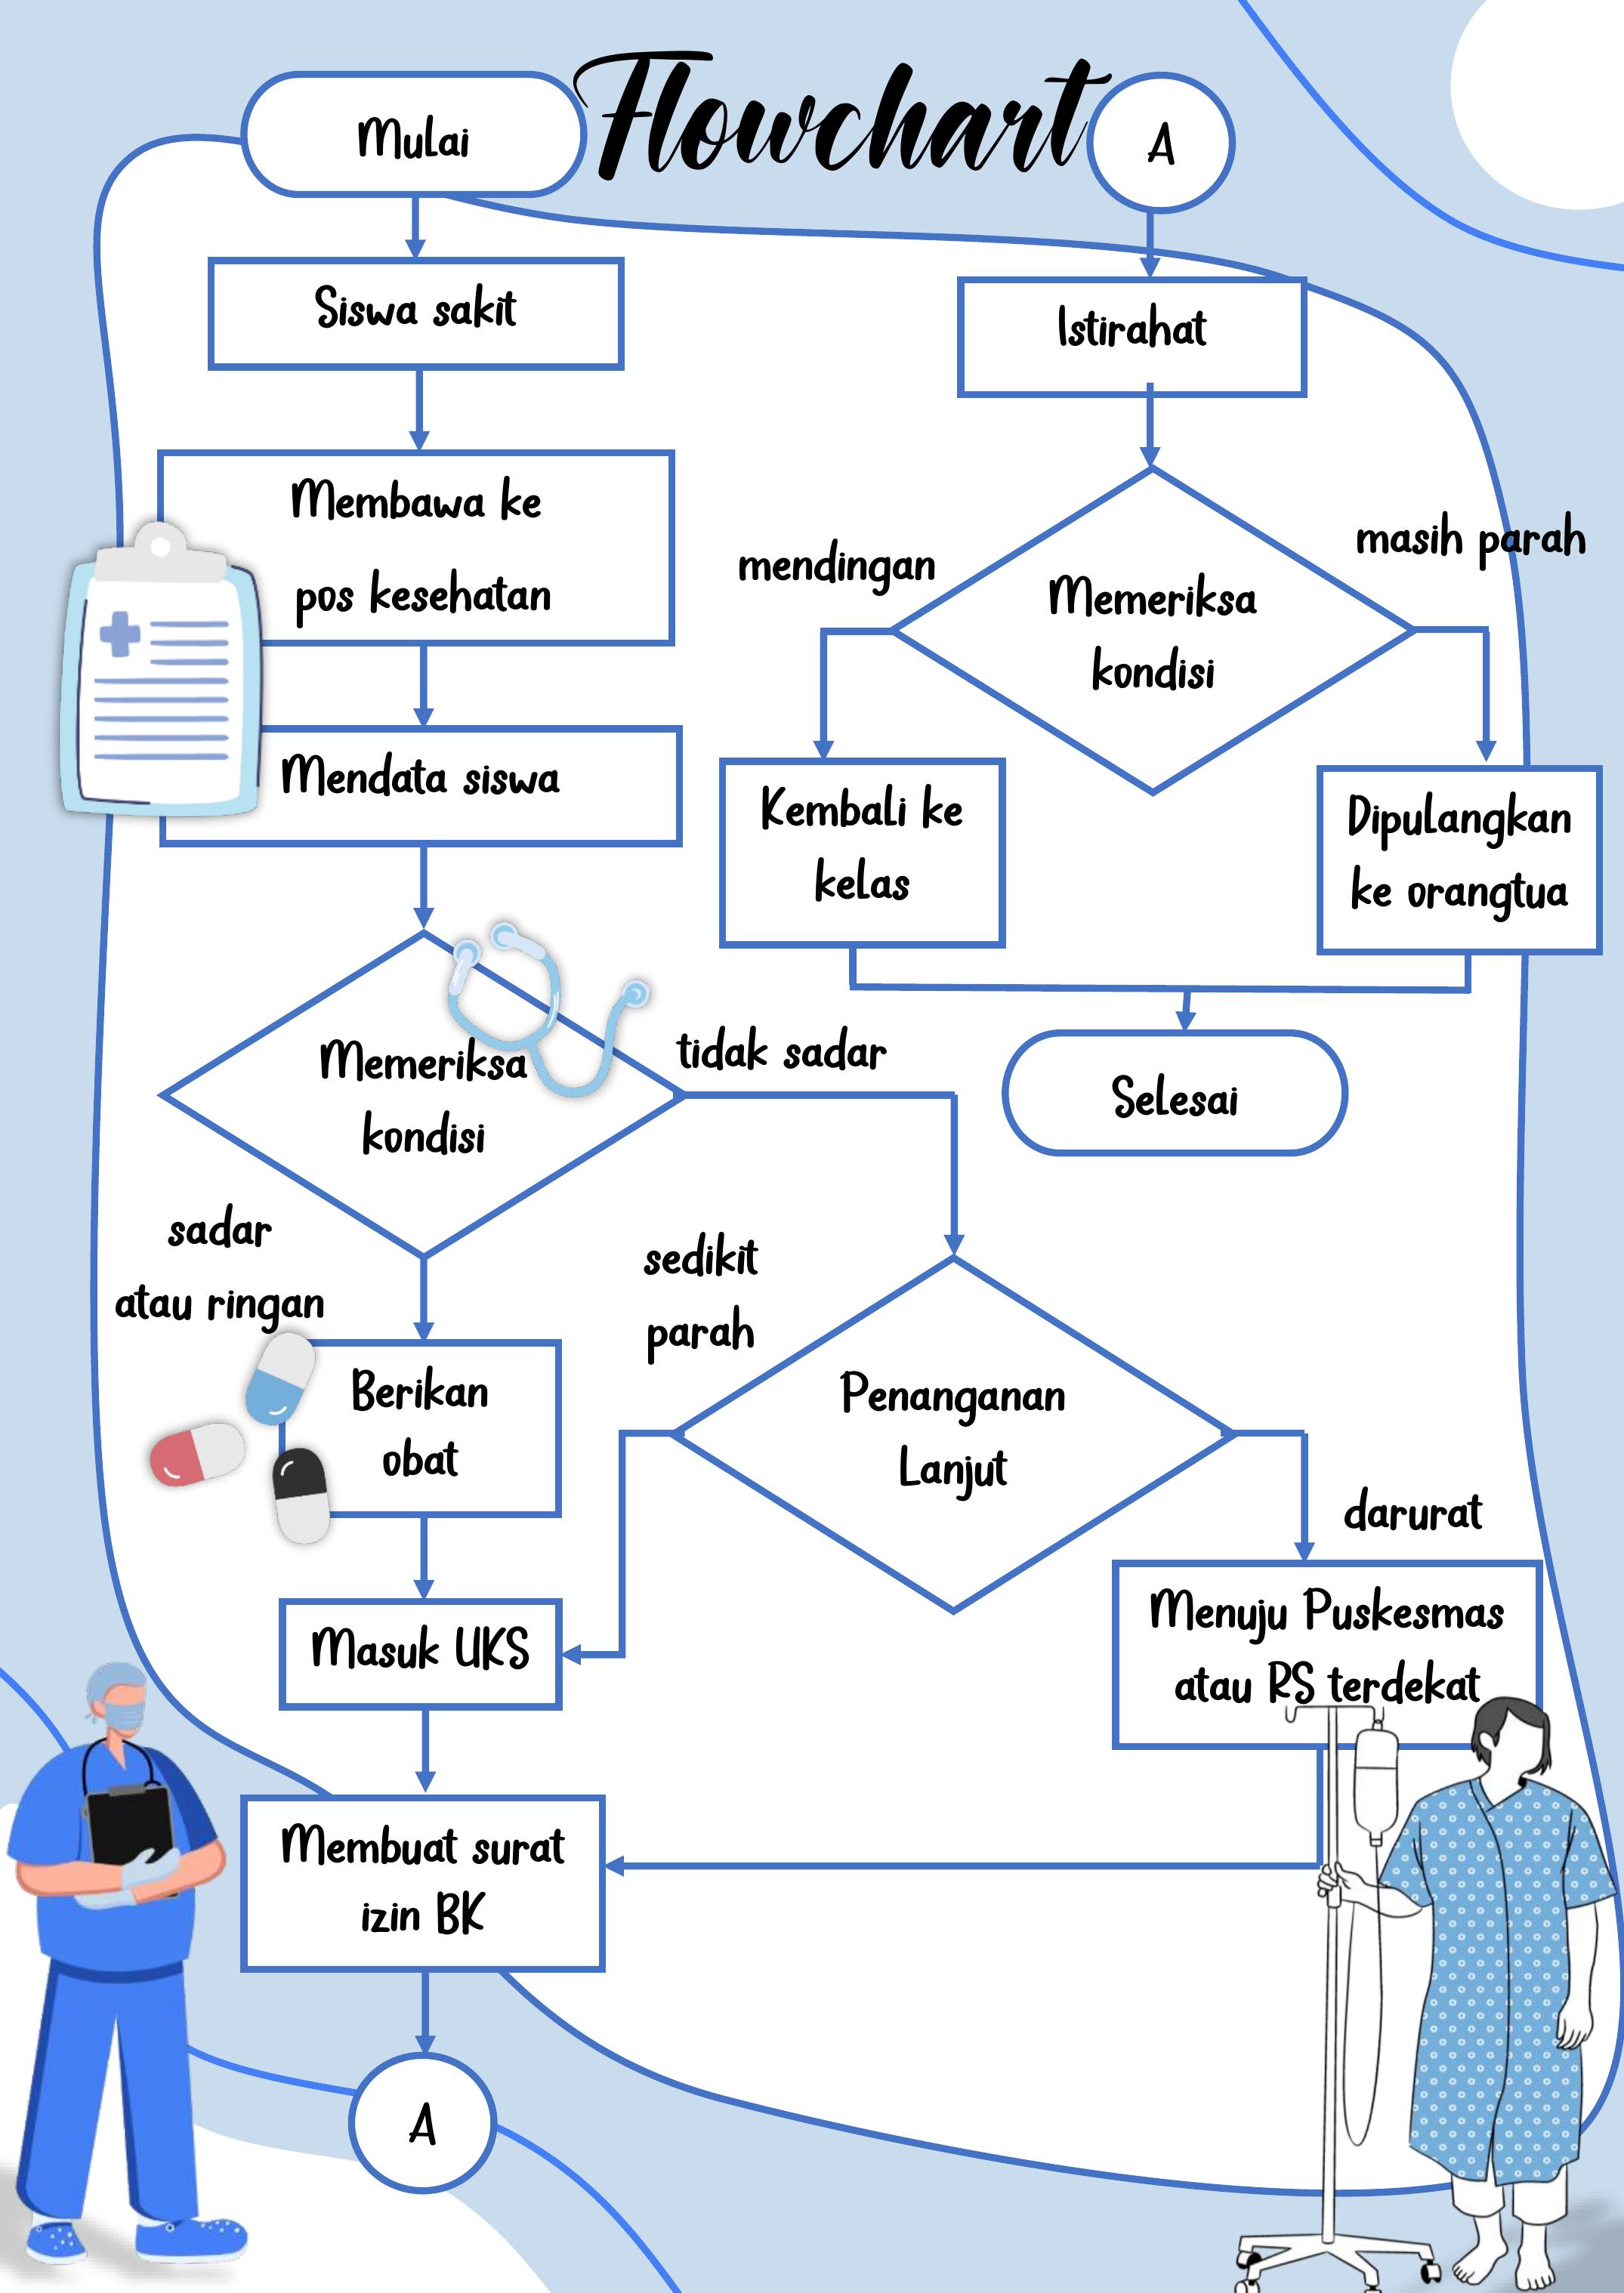 Flowchart
Mulai
Siswa sakit
Membawa ke
pos kesehatan
Mendata siswa
Memeriksa
kondisi
tidak sadar
sadar
atau ringan
Berikan
obat
Masuk UKS
sedikit
parah
Penanganan
Lanjut
darurat
Menuju Puskesmas
atau RS terdekat
Membuat surat
izin BK
A
A
Istirahat
Memeriksa
kondisi
mendingan
masih parah
Kembali ke
kelas
Dipulangkan
ke orangtua
Selesai